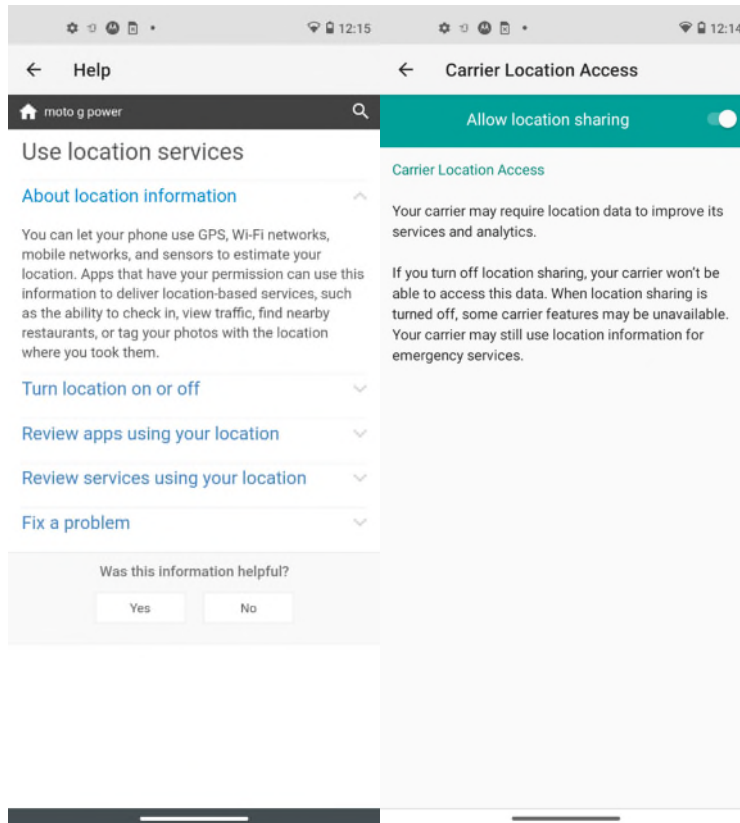 12:15
Help
moto g power
Use location services
About location information
You can let your phone use GPS, Wi-Fi networks,
mobile networks, and sensors to estimate your
location. Apps that have your permission can use this
information to deliver location-based services, such
as the ability to check in, view traffic, find nearby
restaurants, or tag your photos with the location
where you took them.
Turn location on or off
Review apps using your location
Review services using your location
Fix a problem
Was this information helpful?
Yes No
12:14
Carrier Location Access
Allow location sharing
Carrier Location Access
Your carrier may require location data to improve its
services and analytics.
If you turn off location sharing, your carrier won't be
able to access this data. When location sharing is
turned off, some carrier features may be unavailable.
Your carrier may still use location information for
emergency services.